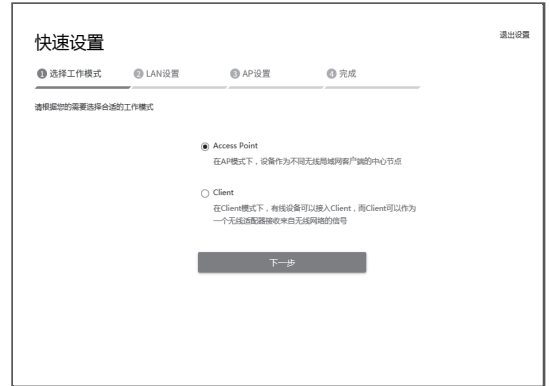 快速设置
退出设置
1 选择工作模式
2 LAN设置
3 AP设置
4 完成
请根据您的需要选择合适的工作模式
Access Point
在AP模式下，设备作为不同无线局域网客户端的中心节点
Client
在Client模式下，有线设备可以接入Client，而Client可以作为
一个无线适配器接收来自无线网络的信号
下一步